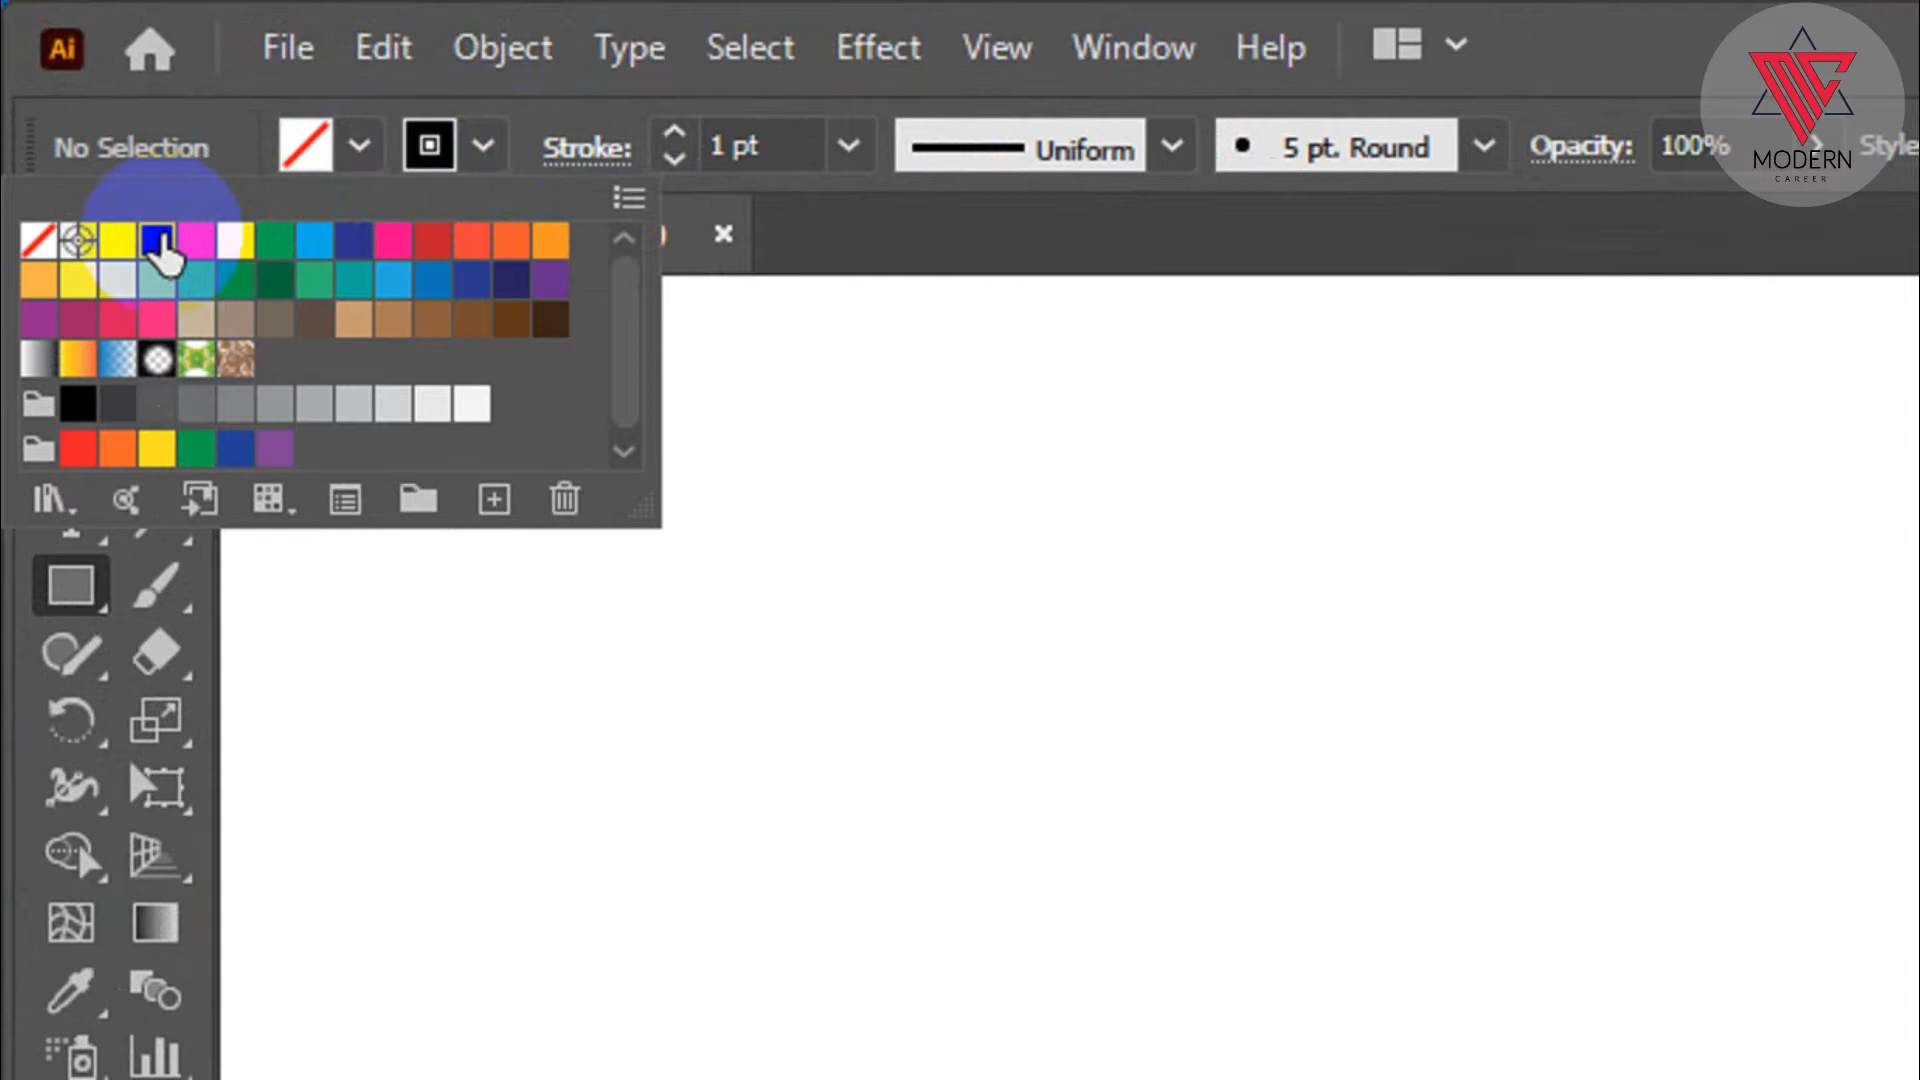 Ai File Edit Object Type Select Effect View Window Help
No Selection Stroke: 1 pt Uniform 5 pt. Round Opacity: 100% Style
MODERN
CAREER